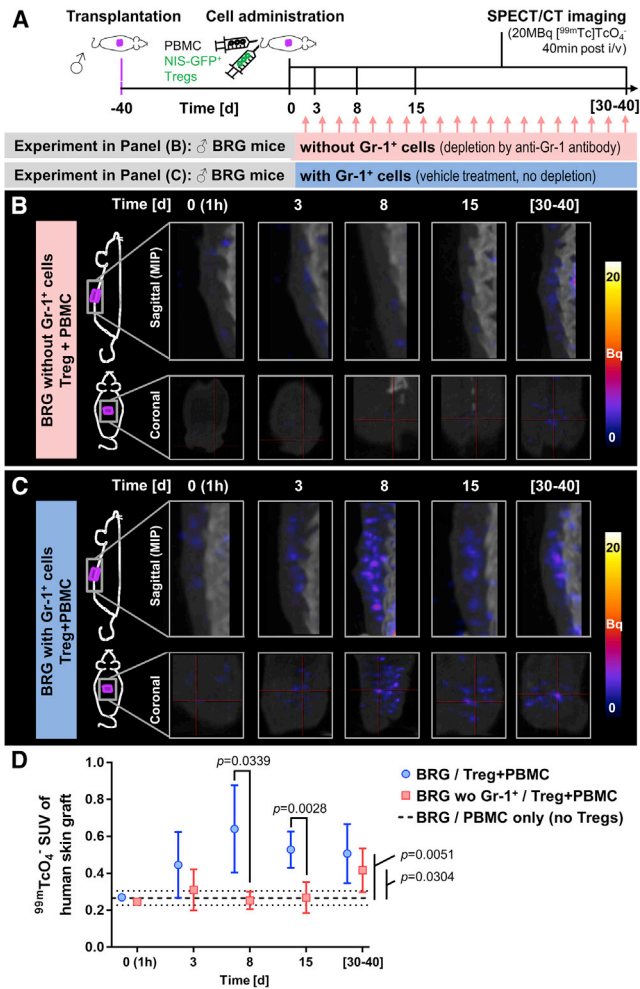 A
Transplantation
Cell administration
SPECT/CT imaging
(20MBq [99mTc]TcO4-
40min post i/v)
♂
PBMC
NIS-GFP+
Tregs
-40
Time [d]
0
3
8
15
[30-40]
Experiment in Panel (B): ♂ BRG mice
without Gr-1+ cells (depletion by anti-Gr-1 antibody)
Experiment in Panel (C): ♂ BRG mice
with Gr-1+ cells (vehicle treatment, no depletion)
B
Time [d]
0 (1h)
3
8
15
[30-40]
BRG without Gr-1+ cells
Treg + PBMC
Sagittal (MIP)
Coronal
20
Bq
0
C
Time [d]
0 (1h)
3
8
15
[30-40]
BRG with Gr-1+ cells
Treg+PBMC
Sagittal (MIP)
Coronal
20
Bq
0
D
99mTcO4- SUV of
human skin graft
1.0
0.8
0.6
0.4
0.2
0.0
p=0.0339
p=0.0028
BRG / Treg+PBMC
BRG wo Gr-1+ / Treg+PBMC
BRG / PBMC only (no Tregs)
p=0.0051
p=0.0304
0 (1h)
3
8
15
[30-40]
Time [d]